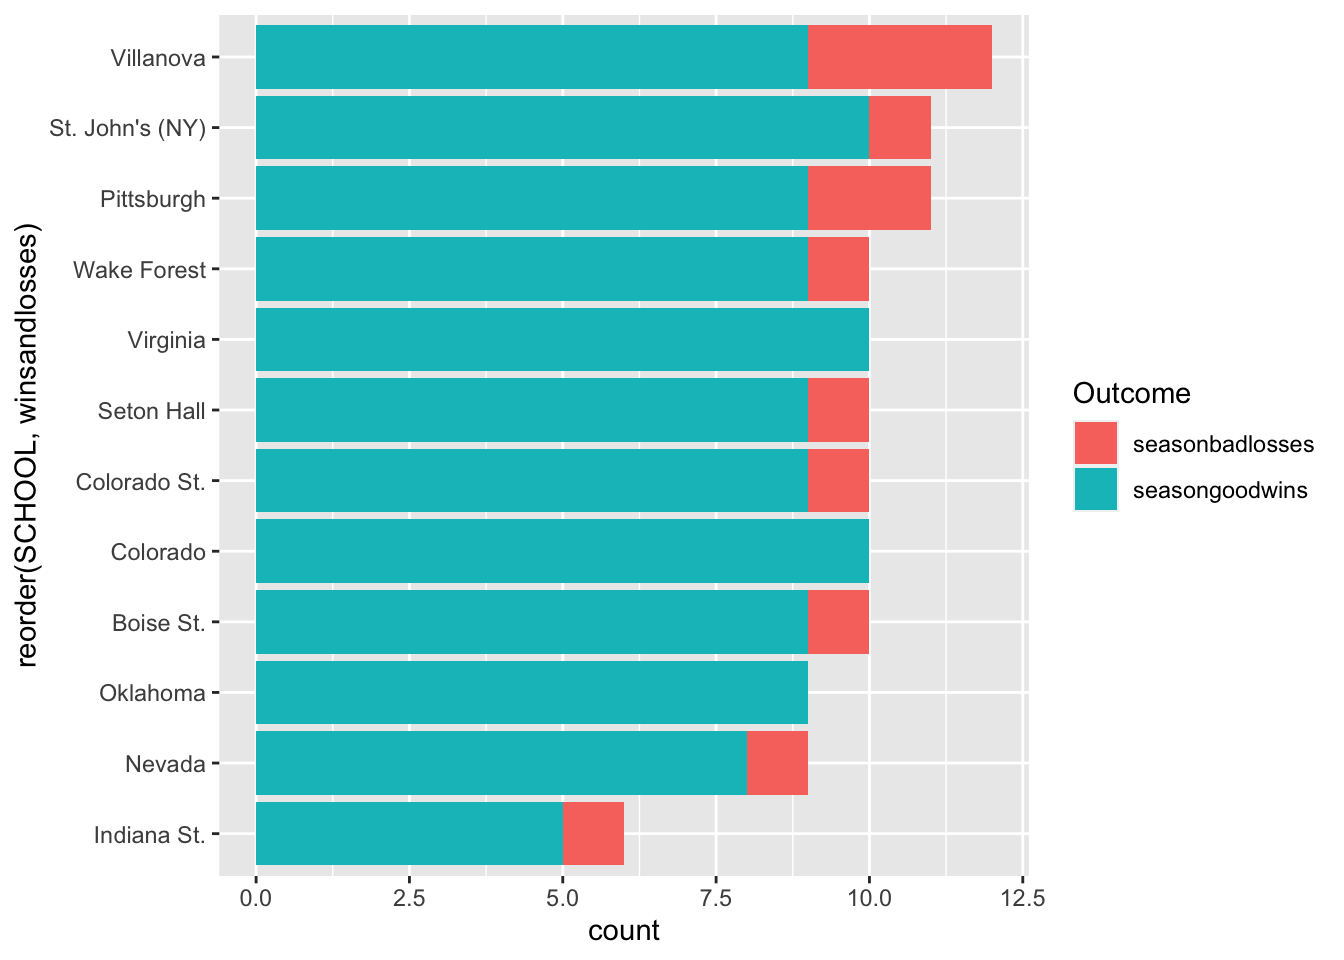 reorder(SCHOOL, winsandlosses)
Villanova
St. John's (NY)
Pittsburgh
Wake Forest
Virginia
Seton Hall
Colorado St.
Colorado
Boise St.
Oklahoma
Nevada
Indiana St.
0.0 2.5 5.0 7.5 10.0 12.5
count
Outcome
seasonbadlosses
seasongoodwins